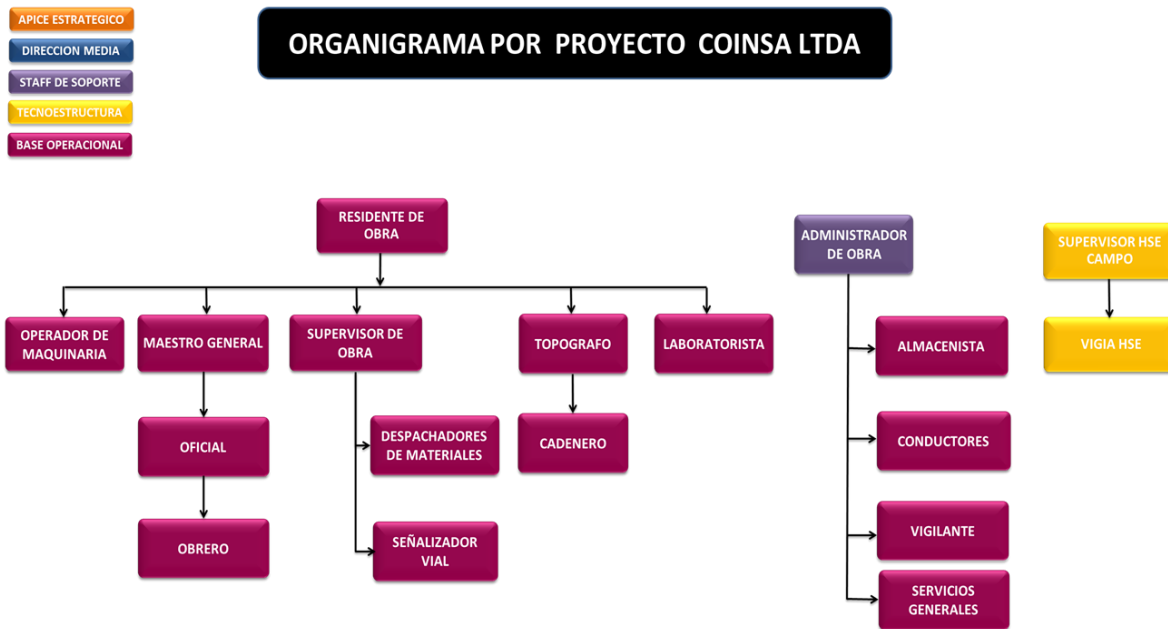 APICE ESTRATEGICO
DIRECCION MEDIA
STAFF DE SOPORTE
TECNOESTRUCTURA
BASE OPERACIONAL
ORGANIGRAMA POR PROYECTO COINSA LTDA
RESIDENTE DE
OBRA
ADMINISTRADOR
DE OBRA
SUPERVISOR HSE
CAMPO
OPERADOR DE
MAQUINARIA
MAESTRO GENERAL
SUPERVISOR DE
OBRA
TOPOGRAFO
LABORATORISTA
ALMACENISTA
VIGIA HSE
OFICIAL
DESPACHADORES
DE MATERIALES
CADENERO
CONDUCTORES
OBRERO
SEÑALIZADOR
VIAL
VIGILANTE
SERVICIOS
GENERALES